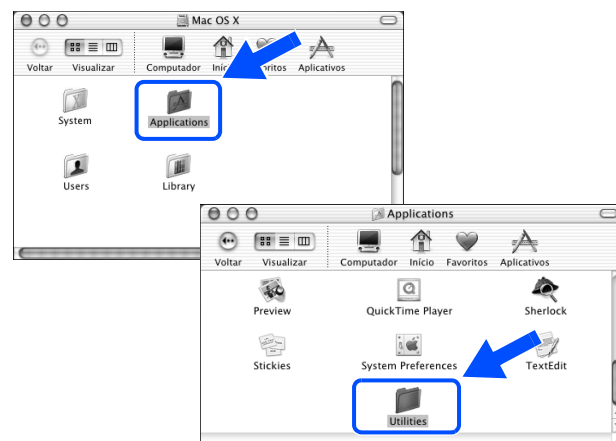 Mac OS X
Voltar Visualizar Computador Início Favoritos Aplicativos
System Applications
Users Library
Applications
Voltar Visualizar Computador Início Favoritos Aplicativos
Preview QuickTime Player Sherlock
Stickies System Preferences TextEdit
Utilities